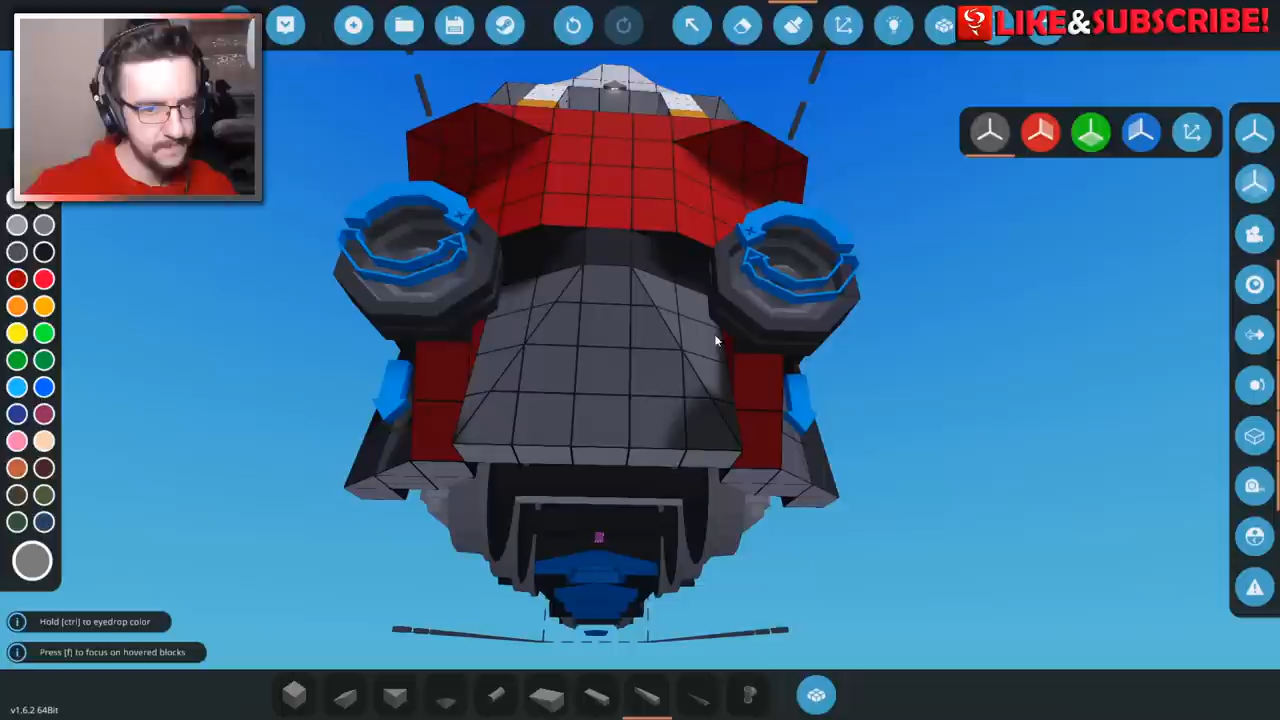 LIKE&SUBSCRIBE!
Hold [ctrl] to eyedrop color
Press [f] to focus on hovered blocks
v1.6.2 64Bit